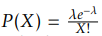 P(X) = λe^{-λ} / X!